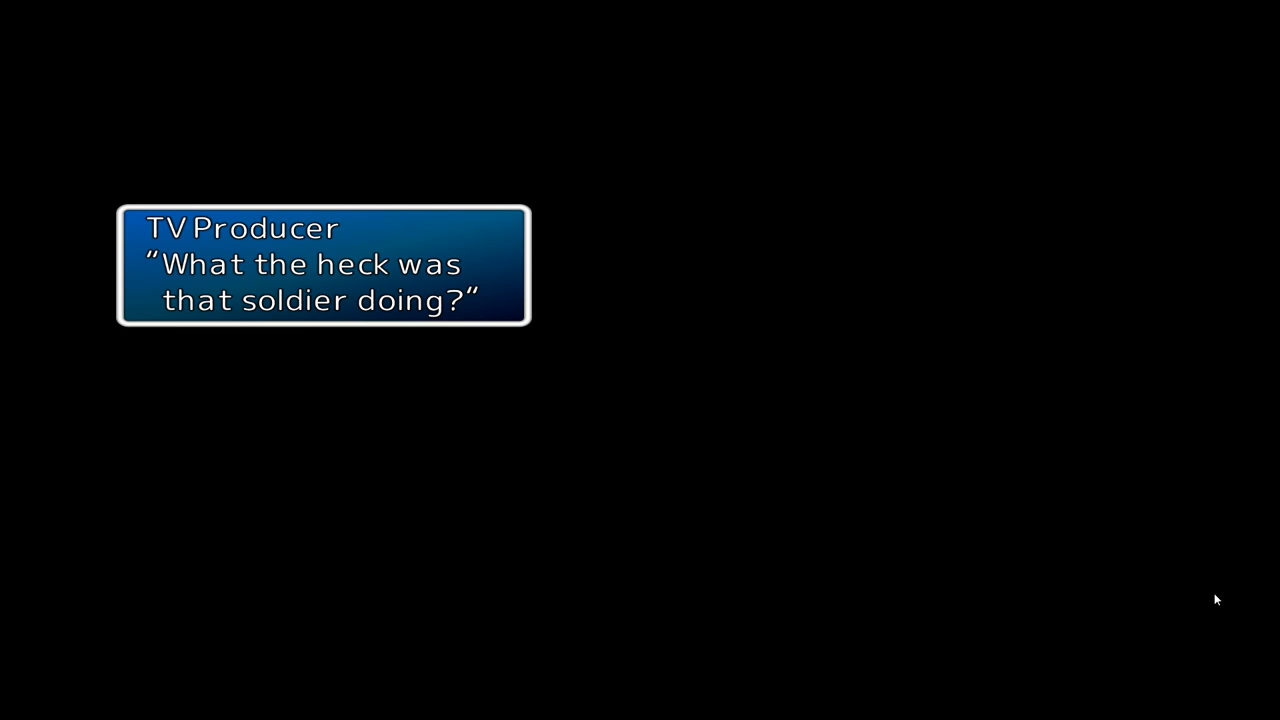 TV Producer
“What the heck was
that soldier doing?“